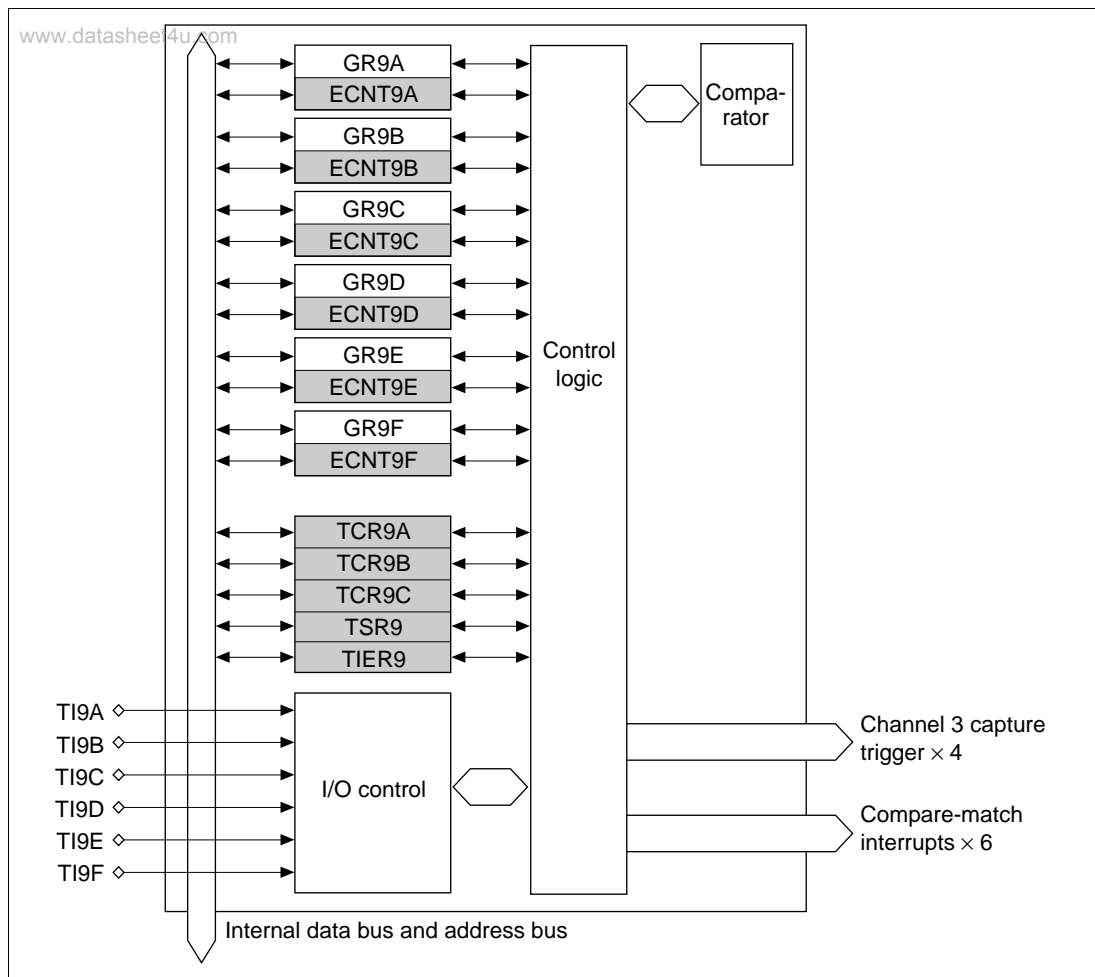 www.datasheet4u.com
GR9A
ECNT9A
GR9B
ECNT9B
GR9C
ECNT9C
GR9D
ECNT9D
GR9E
ECNT9E
GR9F
ECNT9F
TCR9A
TCR9B
TCR9C
TSR9
TIER9
Control
logic
Compa-
rator
TI9A
TI9B
TI9C
TI9D
TI9E
TI9F
I/O control
Channel 3 capture
trigger × 4
Compare-match
interrupts × 6
Internal data bus and address bus